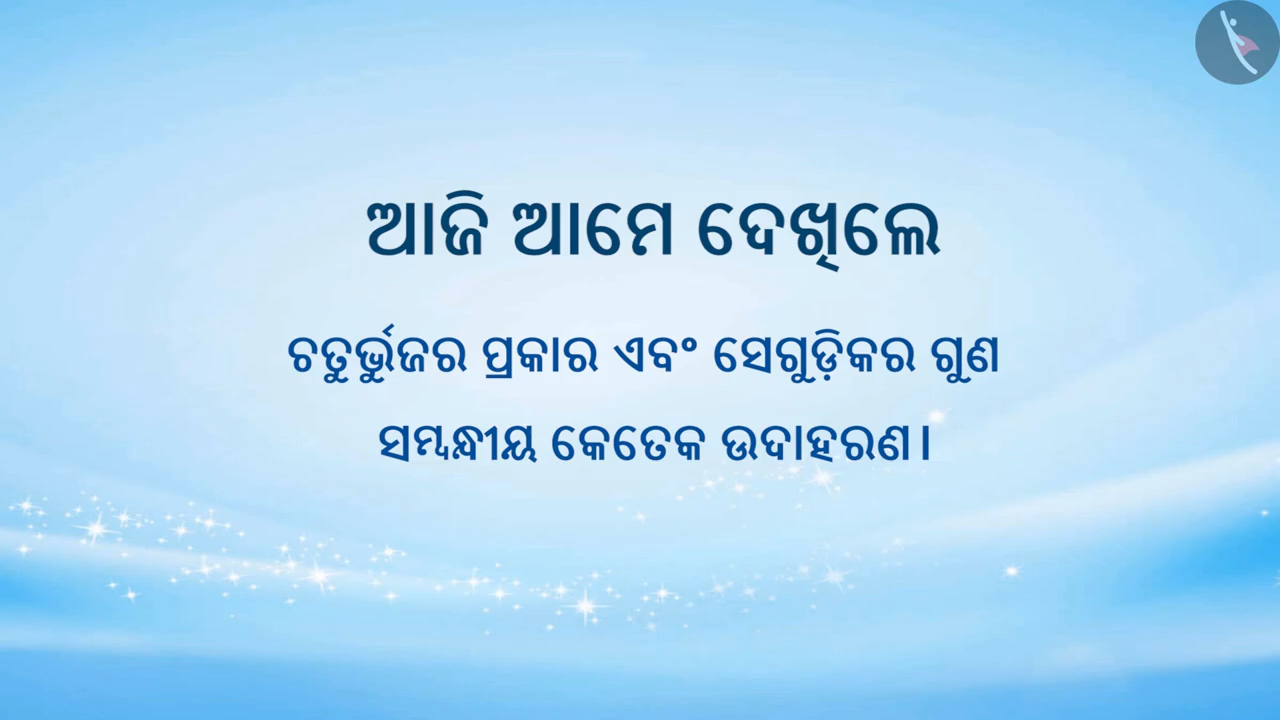 ଆଜି ଆମେ ଦେଖିଲେ
ଚତୁର୍ଭୁଜର ପ୍ରକାର ଏବଂ ସେଗୁଡ଼ିକର ଗୁଣ
ସମ୍ବନ୍ଧୀୟ କେତେକ ଉଦାହରଣ।